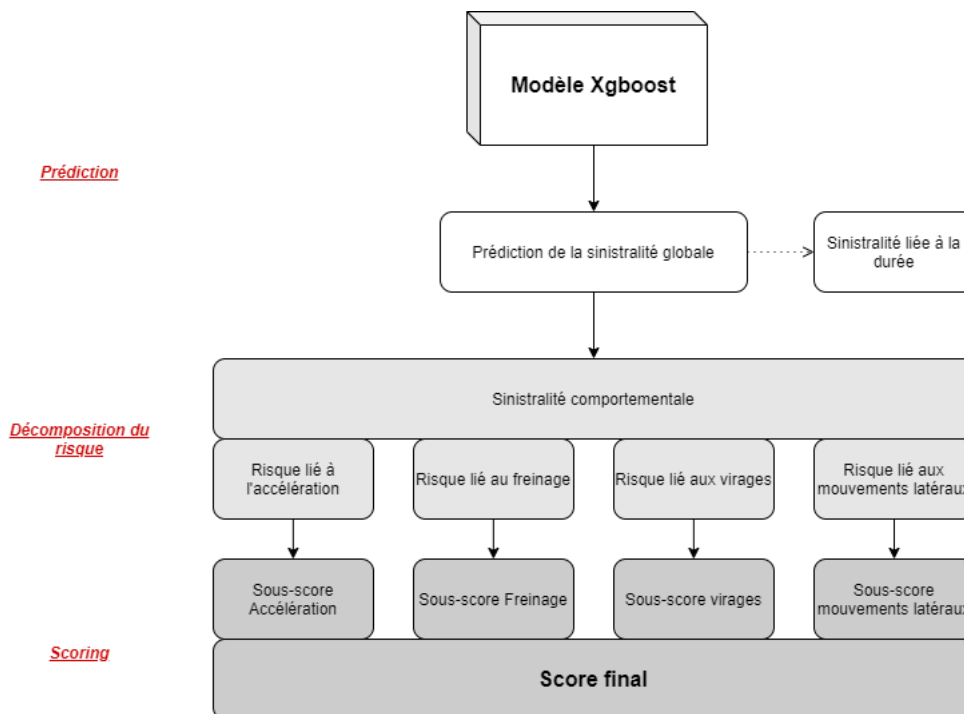 Modèle Xgboost
Prédiction
Prédiction de la sinistralité globale
Sinistralité liée à la
durée
Sinistralité comportementale
Décomposition du
risque
Risque lié à
l'accélération
Risque lié au freinage
Risque lié aux virages
Risque lié aux
mouvements latéraux
Sous-score
Accélération
Sous-score Freinage
Sous-score virages
Sous-score
mouvements latéraux
Scoring
Score final